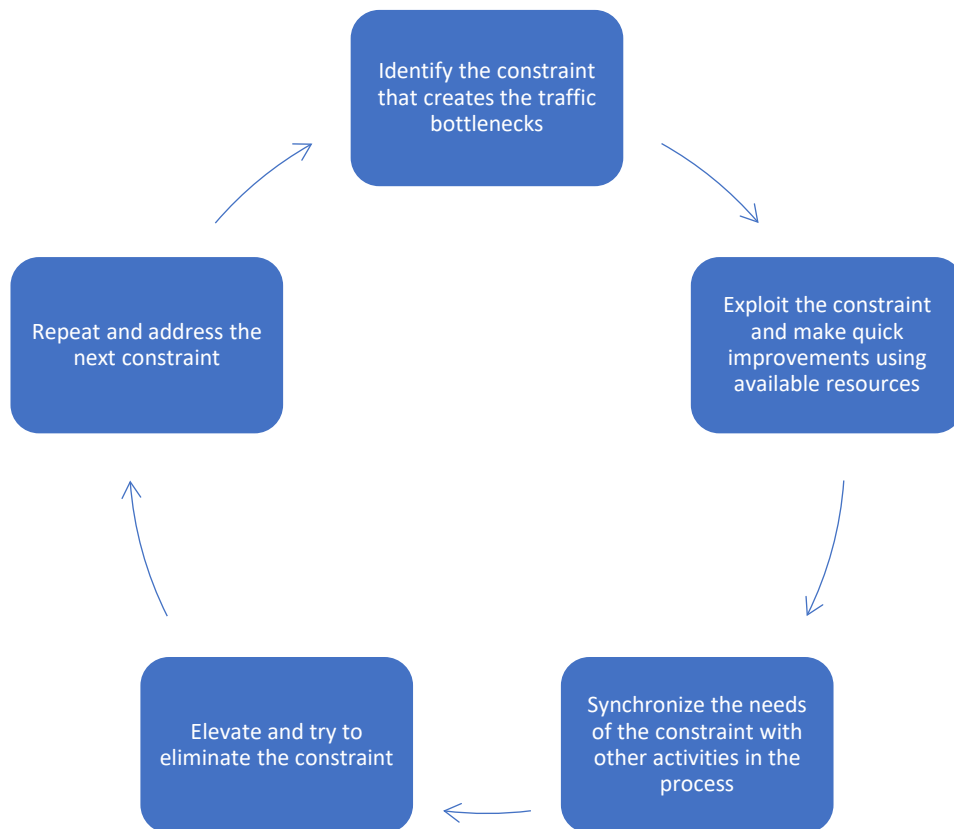 Identify the constraint
that creates the traffic
bottlenecks
Exploit the constraint
and make quick
improvements using
available resources
Synchronize the needs
of the constraint with
other activities in the
process
Elevate and try to
eliminate the constraint
Repeat and address the
next constraint